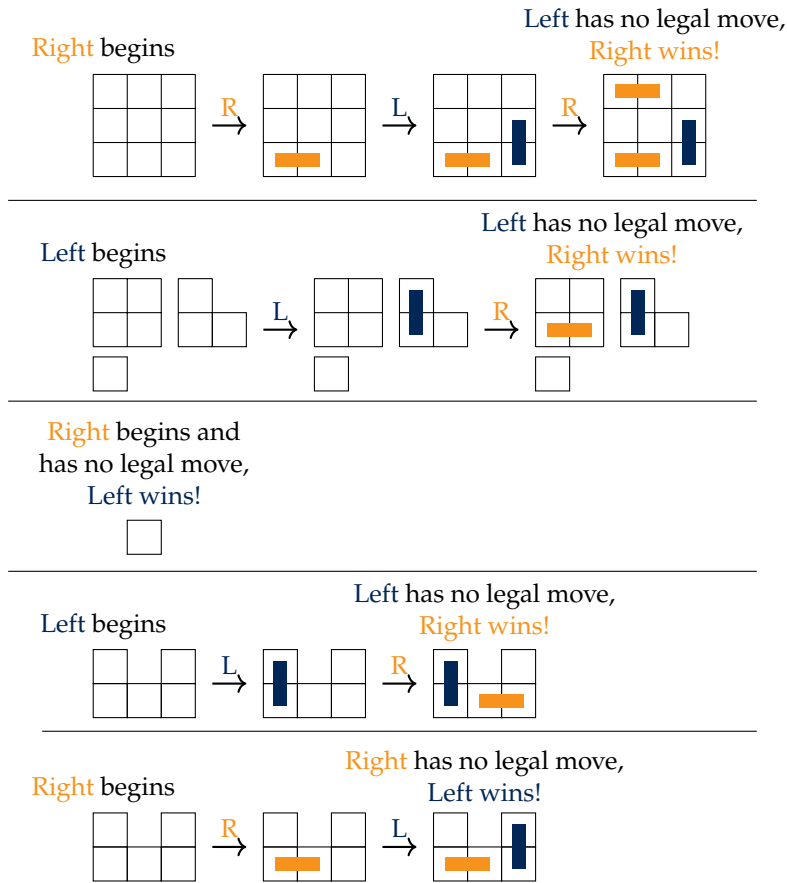 Left has no legal move,
Right begins
Right wins!
R
L
R
Left has no legal move,
Left begins
Right wins!
L
R
Right begins and
has no legal move,
Left wins!
Left has no legal move,
Left begins
Right wins!
L
R
Right has no legal move,
Right begins
Left wins!
R
L